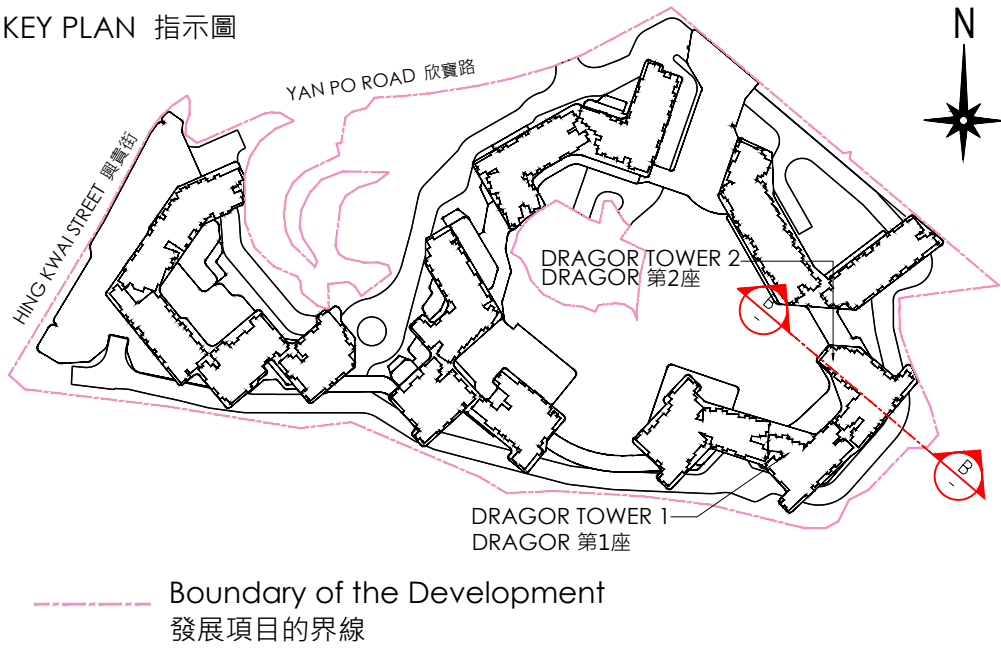 KEY PLAN 指示圖
N
YAN PO ROAD 欣寶路
HING KWAI STREET 興貴街
DRAGOR TOWER 2
DRAGOR 第2座
B
-
B
-
DRAGOR TOWER 1
DRAGOR 第1座
Boundary of the Development
發展項目的界線